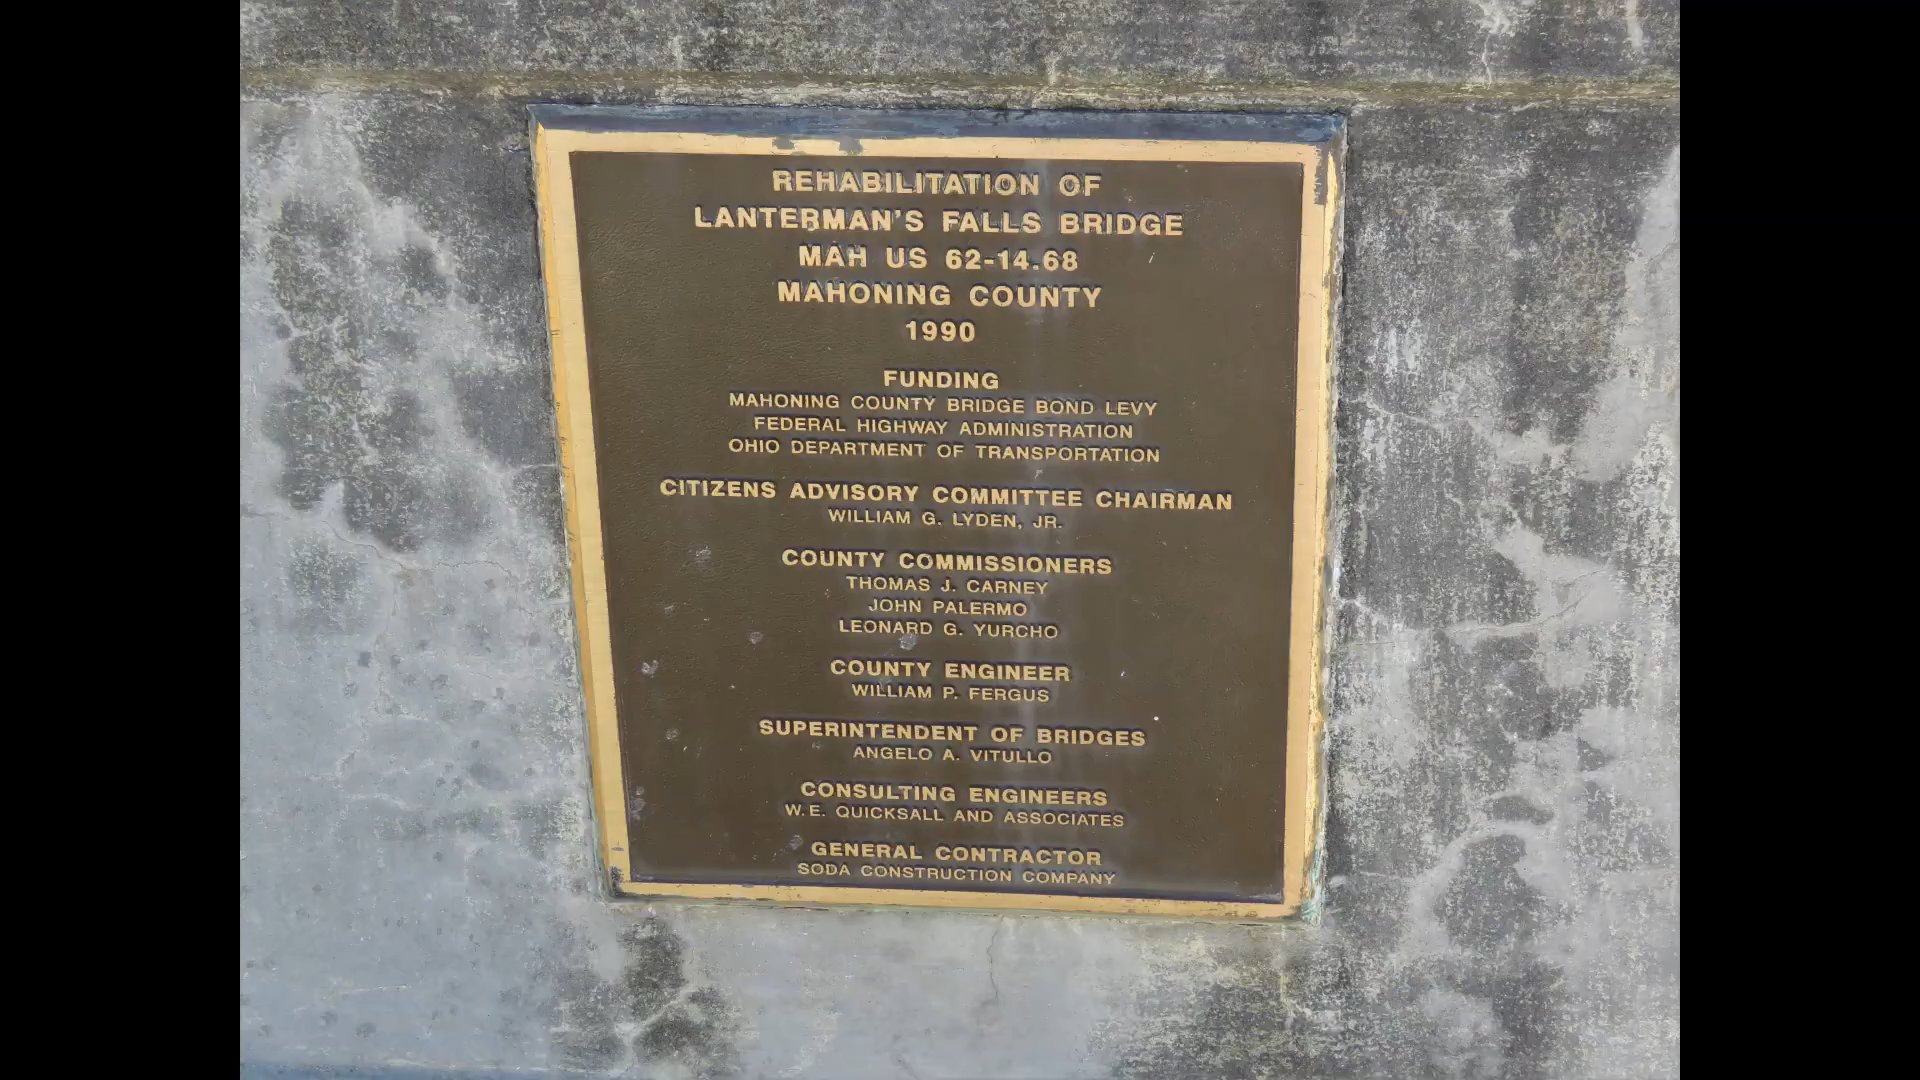 REHABILITATION OF
LANTERMAN'S FALLS BRIDGE
MAH US 62-14.68
MAHONING COUNTY
1990
FUNDING
MAHONING COUNTY BRIDGE BOND LEVY
FEDERAL HIGHWAY ADMINISTRATION
OHIO DEPARTMENT OF TRANSPORTATION
CITIZENS ADVISORY COMMITTEE CHAIRMAN
WILLIAM G. LYDEN, JR.
COUNTY COMMISSIONERS
THOMAS J. CARNEY
JOHN PALERMO
LEONARD G. YURCHO
COUNTY ENGINEER
WILLIAM P. FERGUS
SUPERINTENDENT OF BRIDGES
ANGELO A. VITULLO
CONSULTING ENGINEERS
W.E. QUICKSALL AND ASSOCIATES
GENERAL CONTRACTOR
SODA CONSTRUCTION COMPANY